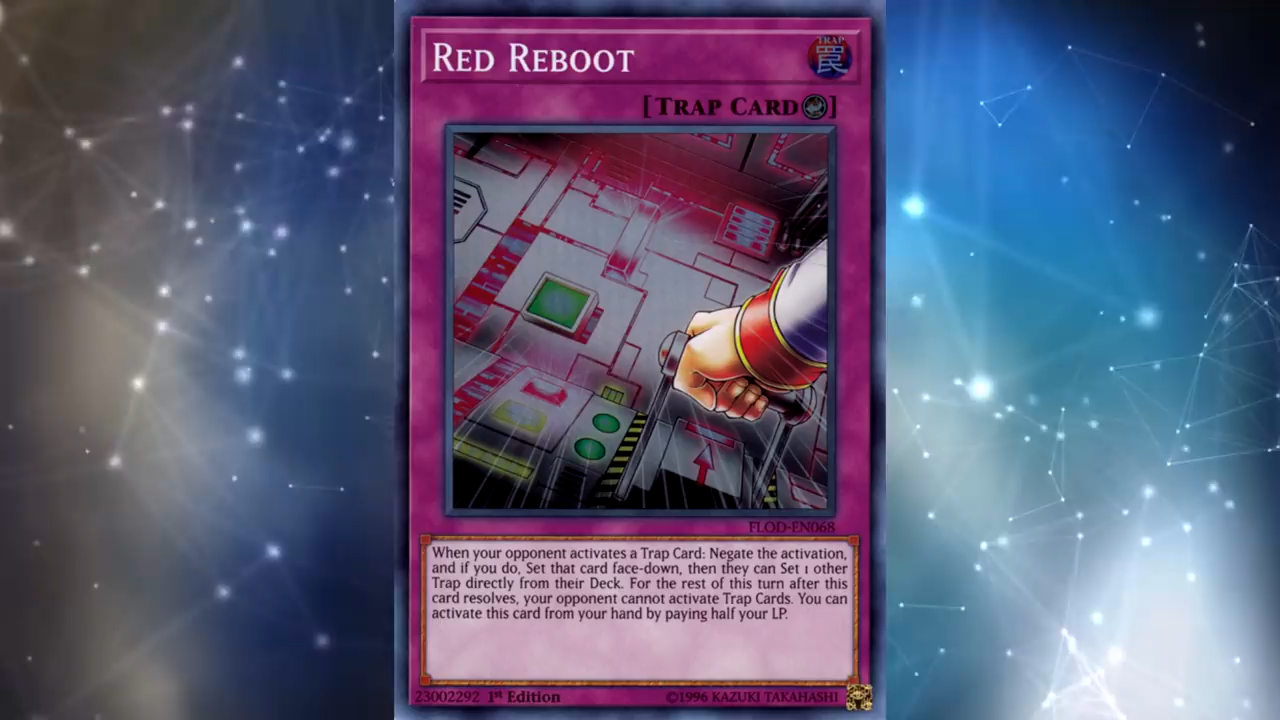 RED REBOOT
TRAP
罠
[TRAP CARD]
FLOD-EN068
When your opponent activates a Trap Card: Negate the activation,
and if you do, Set that card face-down, then they can Set 1 other
Trap directly from their Deck. For the rest of this turn after this
card resolves, your opponent cannot activate Trap Cards. You can
activate this card from your hand by paying half your LP.
23002292 1st Edition
©1996 KAZUKI TAKAHASHI